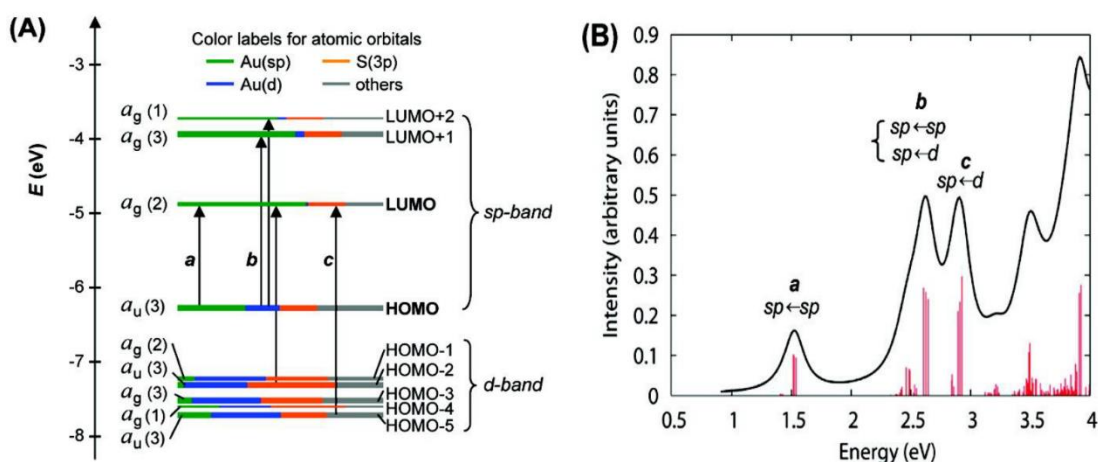 (A)
Color labels for atomic orbitals
Au(sp) S(3p)
Au(d) others
E (eV)
-3
-4
-5
-6
-7
-8
ag (1)
ag (3)
ag (2)
au (3)
ag (2)
au (3)
ag (3)
ag (1)
au (3)
a
b
c
LUMO+2
LUMO+1
LUMO
HOMO
HOMO-1
HOMO-2
HOMO-3
HOMO-4
HOMO-5
sp-band
d-band
(B)
Intensity (arbitrary units)
0.9
0.8
0.7
0.6
0.5
0.4
0.3
0.2
0.1
0
a
sp←sp
b
sp←sp
sp←d
c
sp←d
0.5 1 1.5 2 2.5 3 3.5 4
Energy (eV)